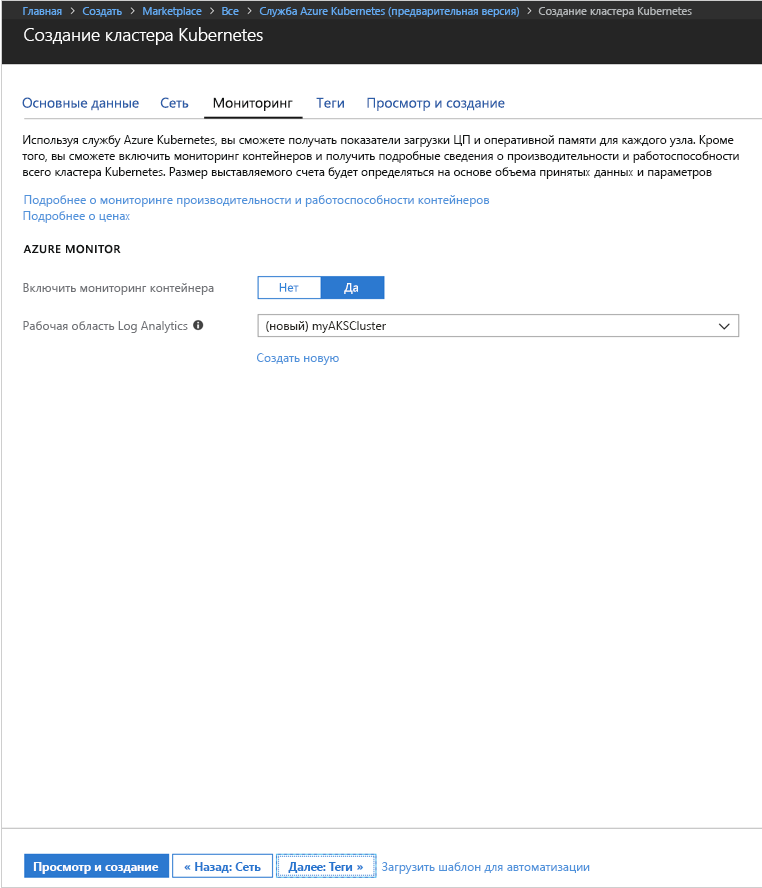 Главная > Создать > Marketplace > Все > Служба Azure Kubernetes (предварительная версия) > Создание кластера Kubernetes
Создание кластера Kubernetes
Основные данные Сеть Мониторинг Теги Просмотр и создание
Используя службу Azure Kubernetes, вы сможете получать показатели загрузки ЦП и оперативной памяти для каждого узла. Кроме
того, вы сможете включить мониторинг контейнеров и получить подробные сведения о производительности и работоспособности
всего кластера Kubernetes. Размер выставляемого счета будет определяться на основе объема принятых данных и параметров
Подробнее о мониторинге производительности и работоспособности контейнеров
Подробнее о ценах
AZURE MONITOR
Включить мониторинг контейнера Нет Да
Рабочая область Log Analytics (новый) myAKSCluster
Создать новую
Просмотр и создание « Назад: Сеть Далее: Теги » Загрузить шаблон для автоматизации